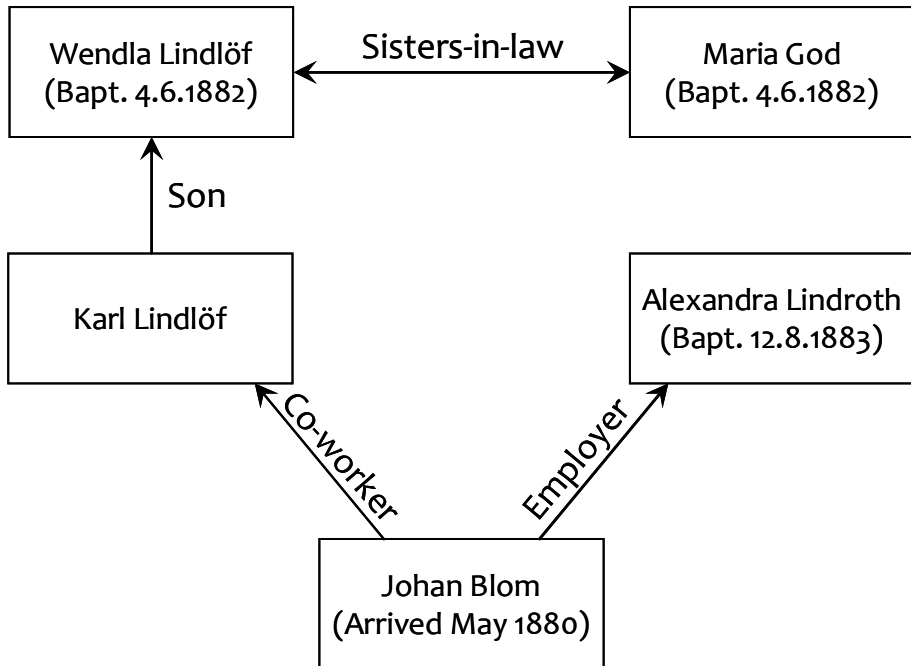 Wendla Lindlöf
(Bapt. 4.6.1882)
Sisters-in-law
Maria God
(Bapt. 4.6.1882)
Son
Karl Lindlöf
Alexandra Lindroth
(Bapt. 12.8.1883)
Co-worker
Employer
Johan Blom
(Arrived May 1880)